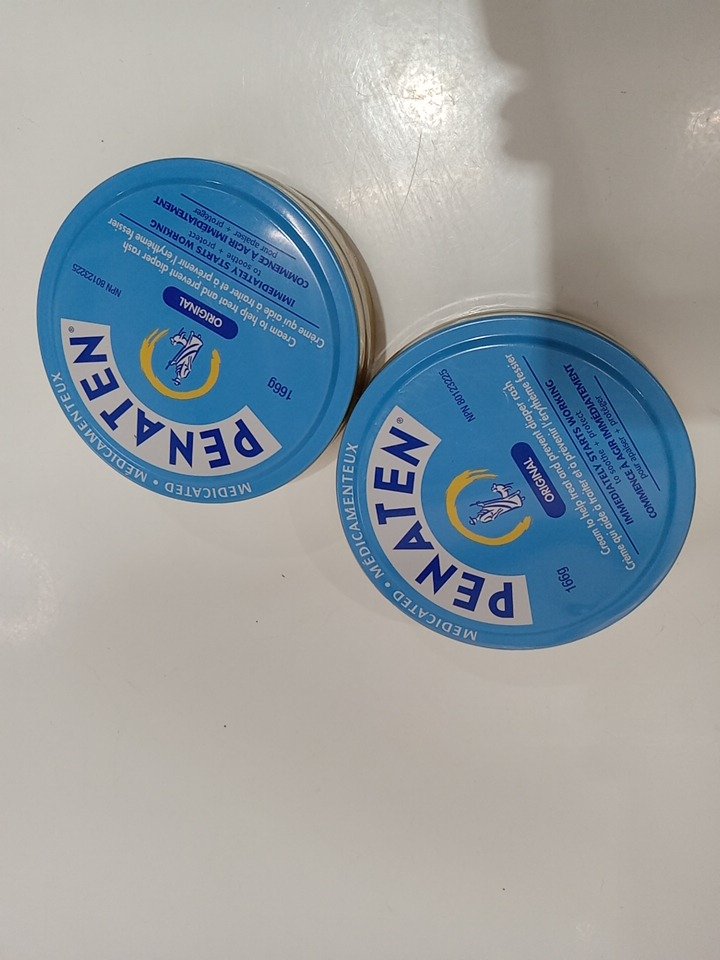 MEDICATED • MÉDICAMENTEUX
PENATEN®
166g
ORIGINAL
NPN 80123225
Cream to help treat and prevent diaper rash
Crème qui aide à traiter et à prévenir l'érythème fessier
IMMEDIATELY STARTS WORKING
to soothe + protect
COMMENCE À AGIR IMMÉDIATEMENT
pour apaiser + protéger
MEDICATED • MÉDICAMENTEUX
PENATEN®
166g
ORIGINAL
NPN 80123225
Cream to help treat and prevent diaper rash
Crème qui aide à traiter et à prévenir l'érythème fessier
IMMEDIATELY STARTS WORKING
to soothe + protect
COMMENCE À AGIR IMMÉDIATEMENT
pour apaiser + protéger